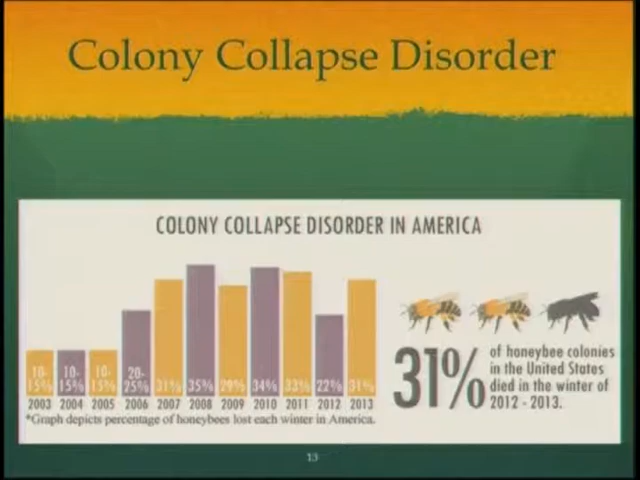 Colony Collapse Disorder
COLONY COLLAPSE DISORDER IN AMERICA
10-
15%
10-
15%
10-
15%
20-
25%
31%
35%
29%
34%
33%
22%
31%
2003 2004 2005 2006 2007 2008 2009 2010 2011 2012 2013
*Graph depicts percentage of honeybees lost each winter in America.
31%
of honeybee colonies
in the United States
died in the winter of
2012 - 2013.
13